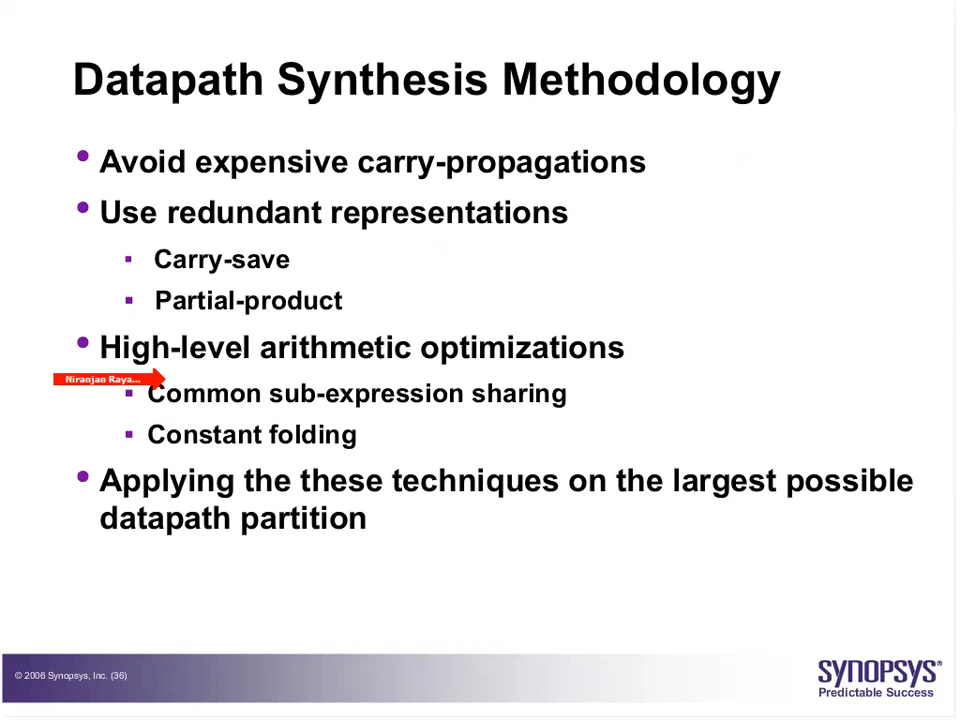 Datapath Synthesis Methodology
• Avoid expensive carry-propagations
• Use redundant representations
▪ Carry-save
▪ Partial-product
• High-level arithmetic optimizations
Niranjan Raya...
▪ Common sub-expression sharing
▪ Constant folding
• Applying the these techniques on the largest possible
datapath partition
© 2006 Synopsys, Inc. (36)
SYNOPSYS®
Predictable Success